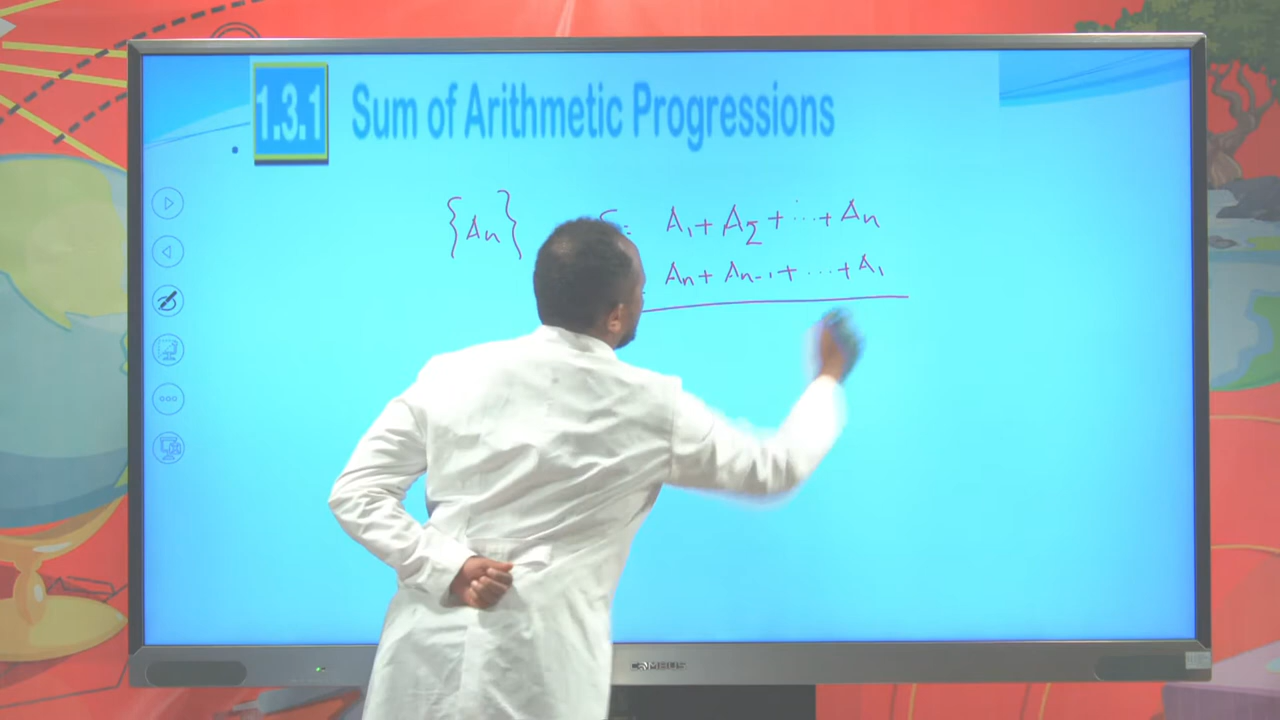 1.3.1 Sum of Arithmetic Progressions
{Aₙ} A₁ + A₂ + ... + Aₙ
Aₙ + Aₙ₋₁ + ... + A₁